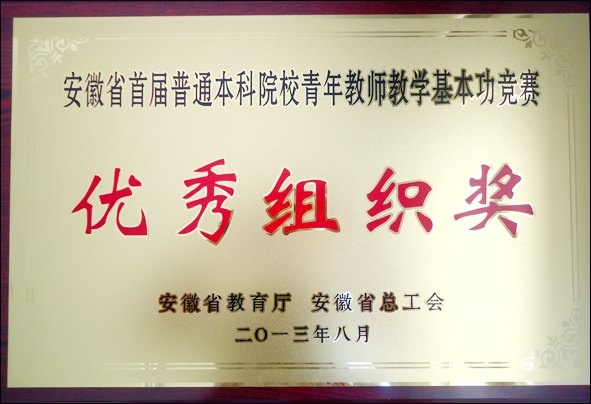 安徽省首届普通本科院校青年教师教学基本功竞赛
优秀组织奖
安徽省教育厅 安徽省总工会
二〇一三年八月